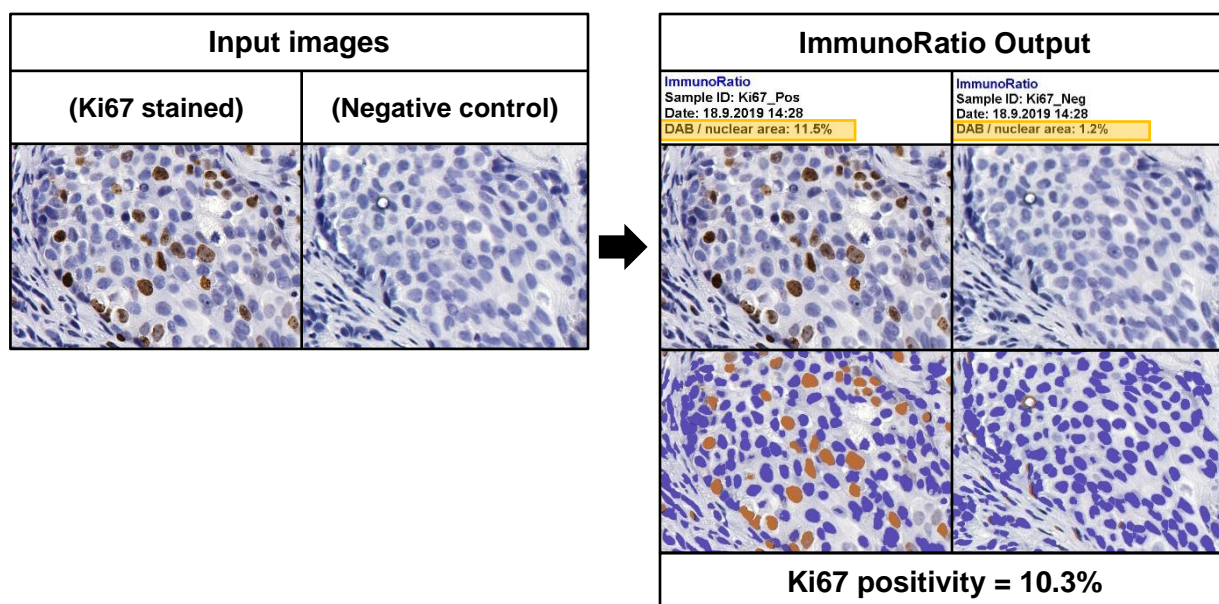 Input images
(Ki67 stained)
(Negative control)
ImmunoRatio Output
ImmunoRatio
Sample ID: Ki67_Pos
Date: 18.9.2019 14:28
DAB / nuclear area: 11.5%
ImmunoRatio
Sample ID: Ki67_Neg
Date: 18.9.2019 14:28
DAB / nuclear area: 1.2%
Ki67 positivity = 10.3%